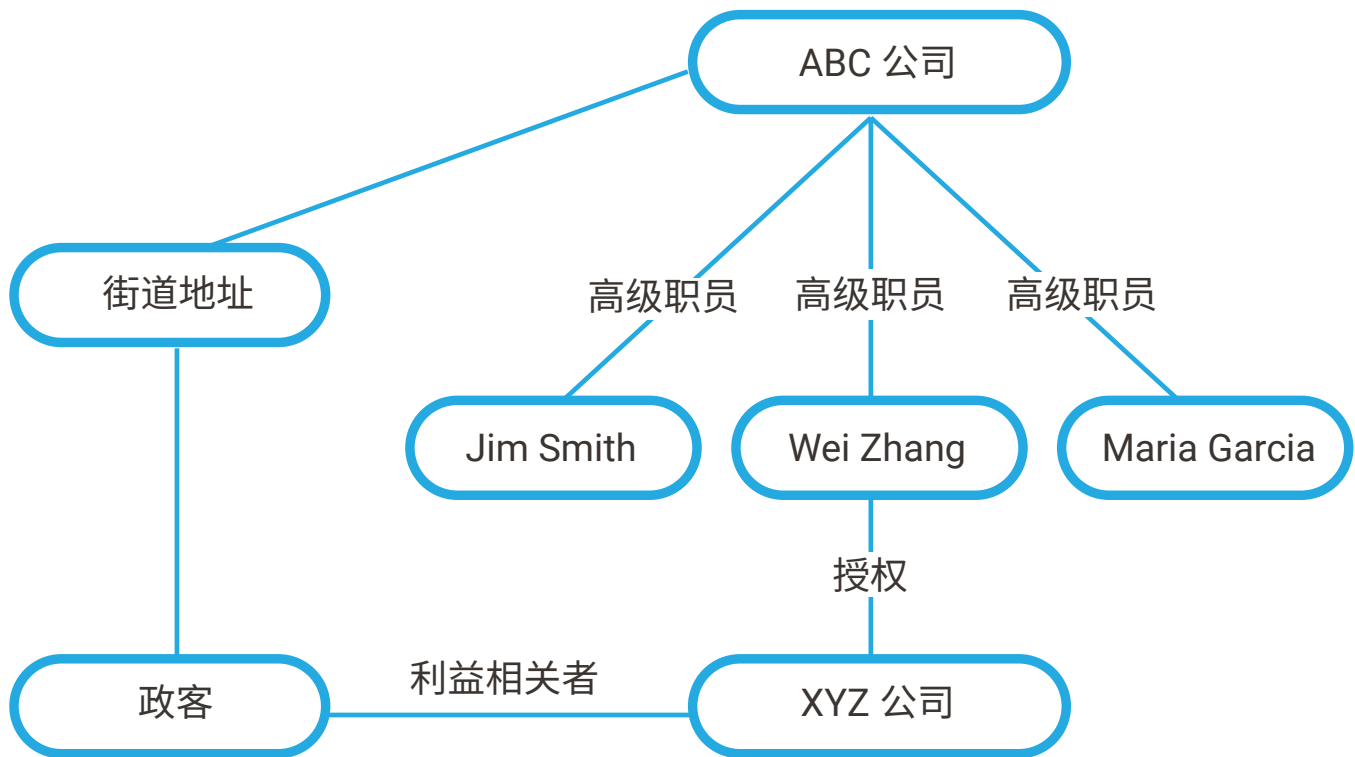 ABC 公司
街道地址
高级职员
高级职员
高级职员
Jim Smith
Wei Zhang
Maria Garcia
授权
政客
利益相关者
XYZ 公司